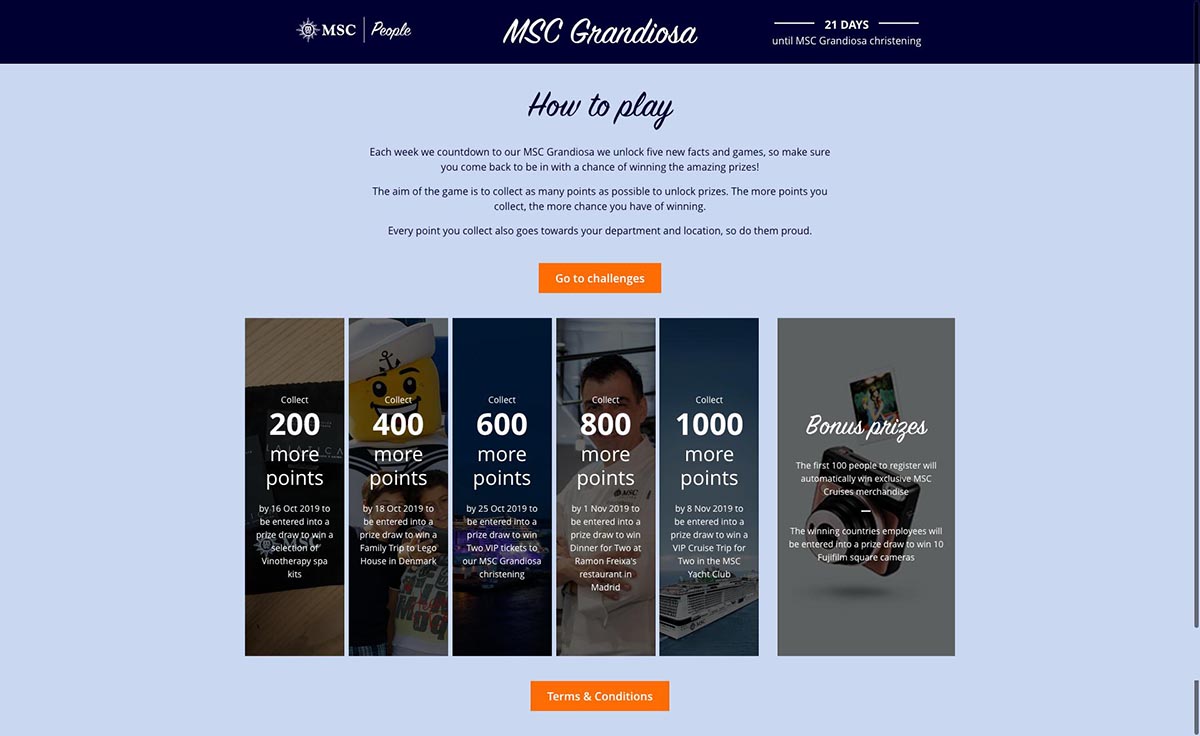 MSC People
MSC Grandiosa
21 DAYS
until MSC Grandiosa christening
How to play
Each week we countdown to our MSC Grandiosa we unlock five new facts and games, so make sure
you come back to be in with a chance of winning the amazing prizes!
The aim of the game is to collect as many points as possible to unlock prizes. The more points you
collect, the more chance you have of winning.
Every point you collect also goes towards your department and location, so do them proud.
Go to challenges
Collect
200
more
points
by 16 Oct 2019 to
be entered into a
prize draw to win a
selection of
Vinotherapy spa
kits
Collect
400
more
points
by 18 Oct 2019 to
be entered into a
prize draw to win a
Family Trip to Lego
House in Denmark
Collect
600
more
points
by 25 Oct 2019 to
be entered into a
prize draw to win
Two VIP tickets to
our MSC Grandiosa
christening
Collect
800
more
points
by 1 Nov 2019 to
be entered into a
prize draw to win
Dinner for Two at
Ramon Freixa's
restaurant in
Madrid
Collect
1000
more
points
by 8 Nov 2019 to
be entered into a
prize draw to win a
VIP Cruise Trip for
Two in the MSC
Yacht Club
Bonus prizes
The first 100 people to register will
automatically win exclusive MSC
Cruises merchandise
The winning countries employees will
be entered into a prize draw to win 10
Fujifilm square cameras
Terms & Conditions